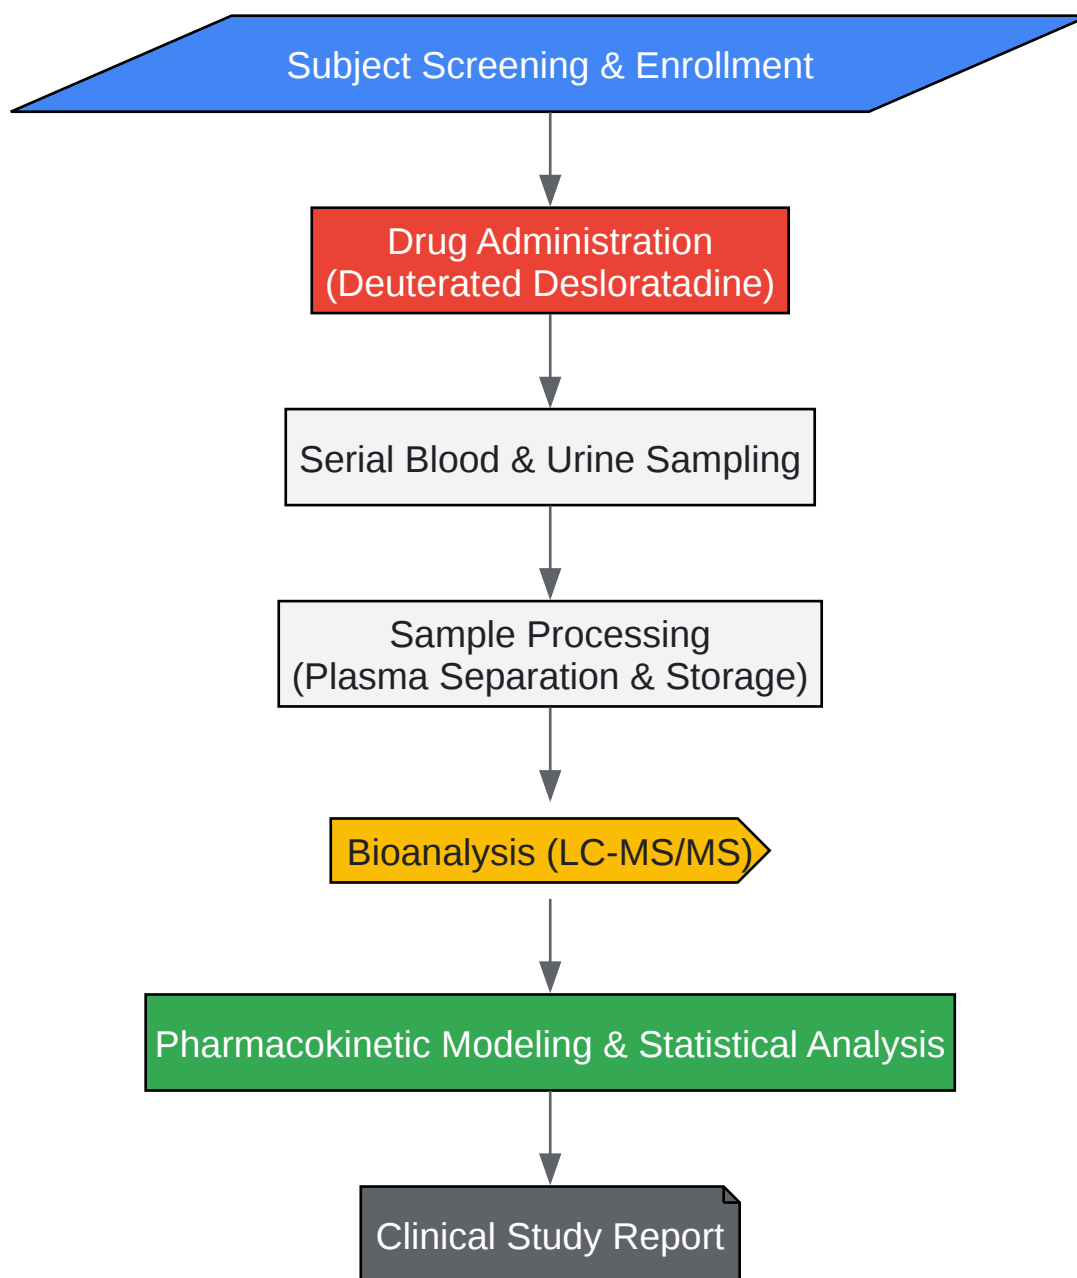 Subject Screening & Enrollment
Drug Administration
(Deuterated Desloratadine)
Serial Blood & Urine Sampling
Sample Processing
(Plasma Separation & Storage)
Bioanalysis (LC-MS/MS)
Pharmacokinetic Modeling & Statistical Analysis
Clinical Study Report